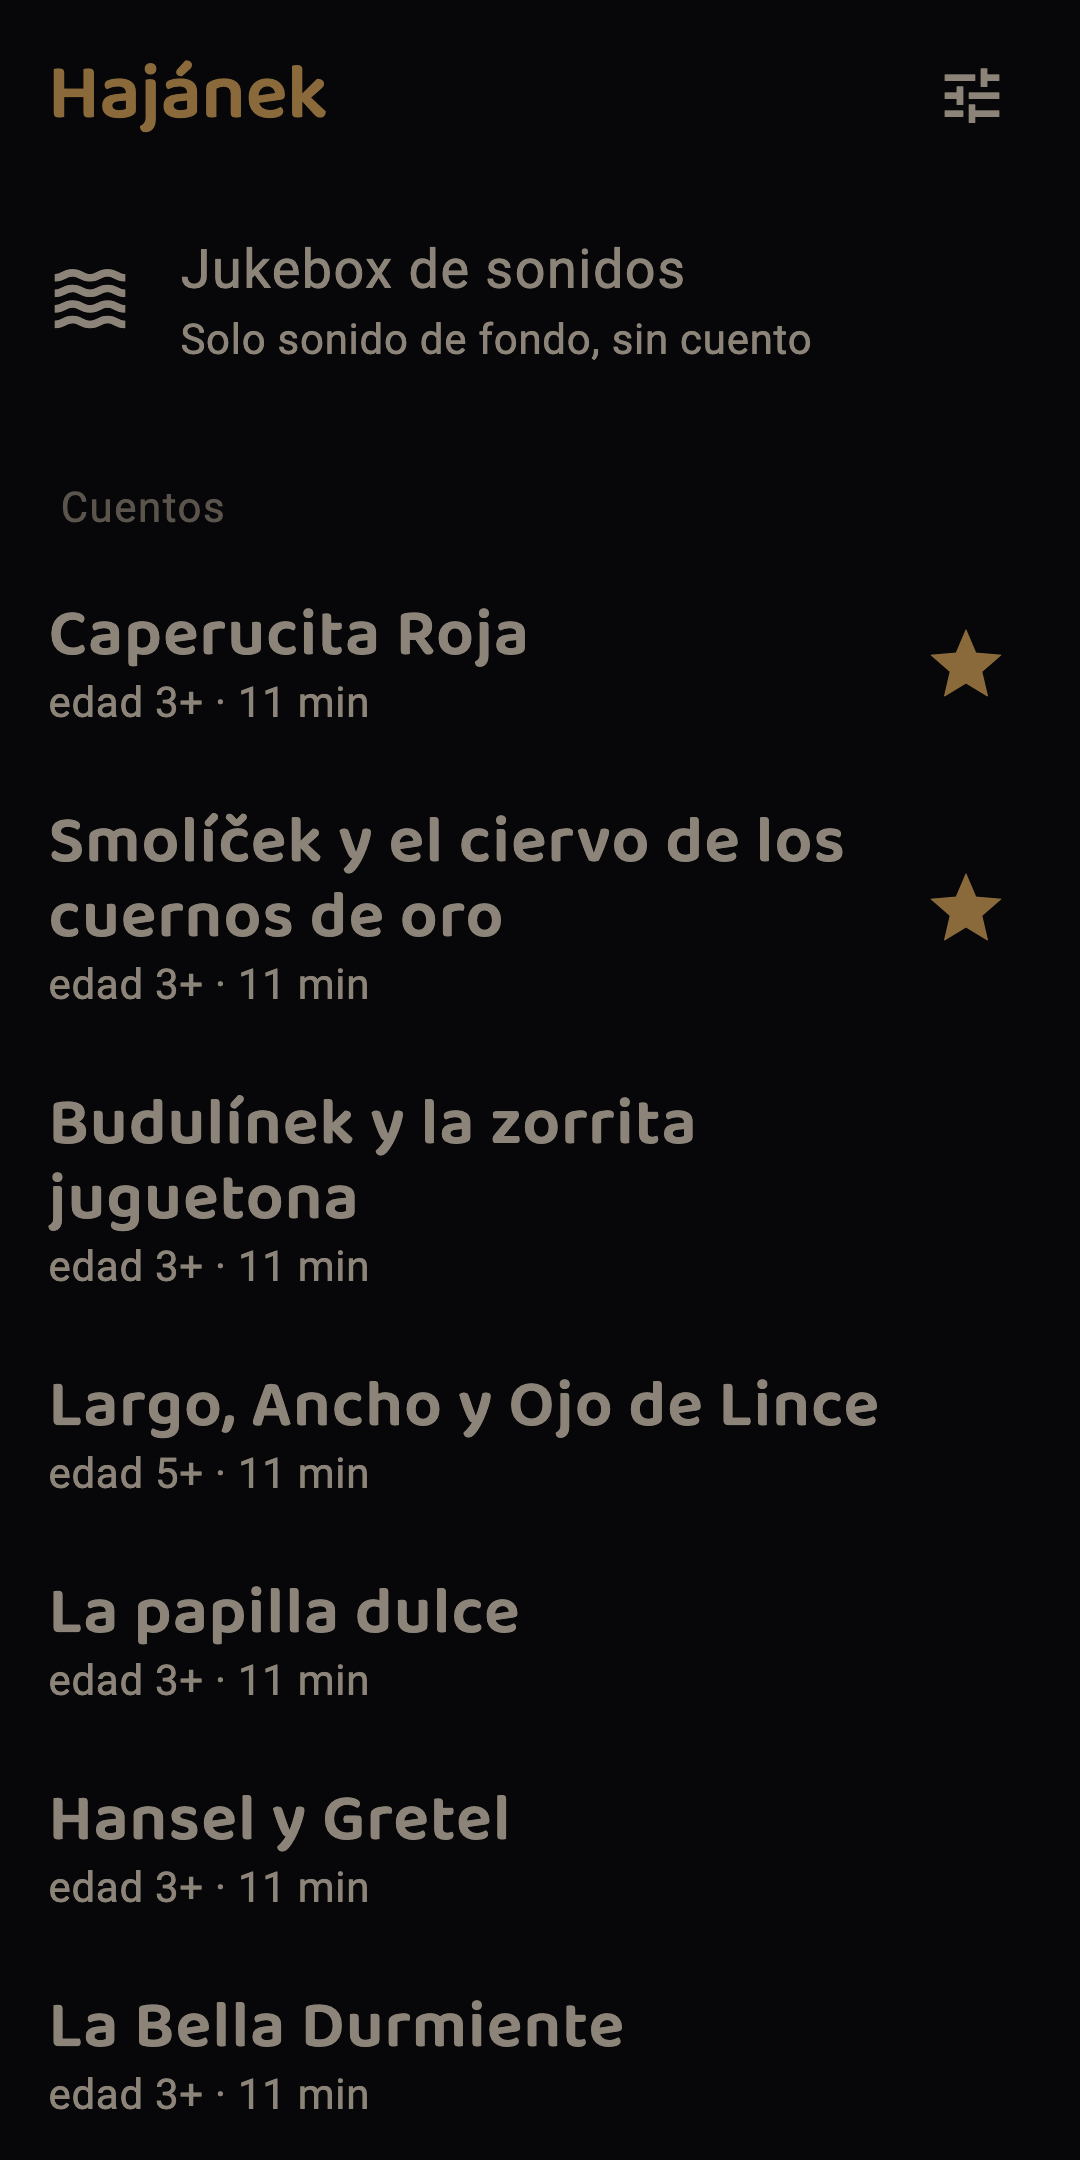 Hajánek
Jukebox de sonidos
Solo sonido de fondo, sin cuento
Cuentos
Caperucita Roja
edad 3+ · 11 min
Smolíček y el ciervo de los
cuernos de oro
edad 3+ · 11 min
Budulínek y la zorrita
juguetona
edad 3+ · 11 min
Largo, Ancho y Ojo de Lince
edad 5+ · 11 min
La papilla dulce
edad 3+ · 11 min
Hansel y Gretel
edad 3+ · 11 min
La Bella Durmiente
edad 3+ · 11 min